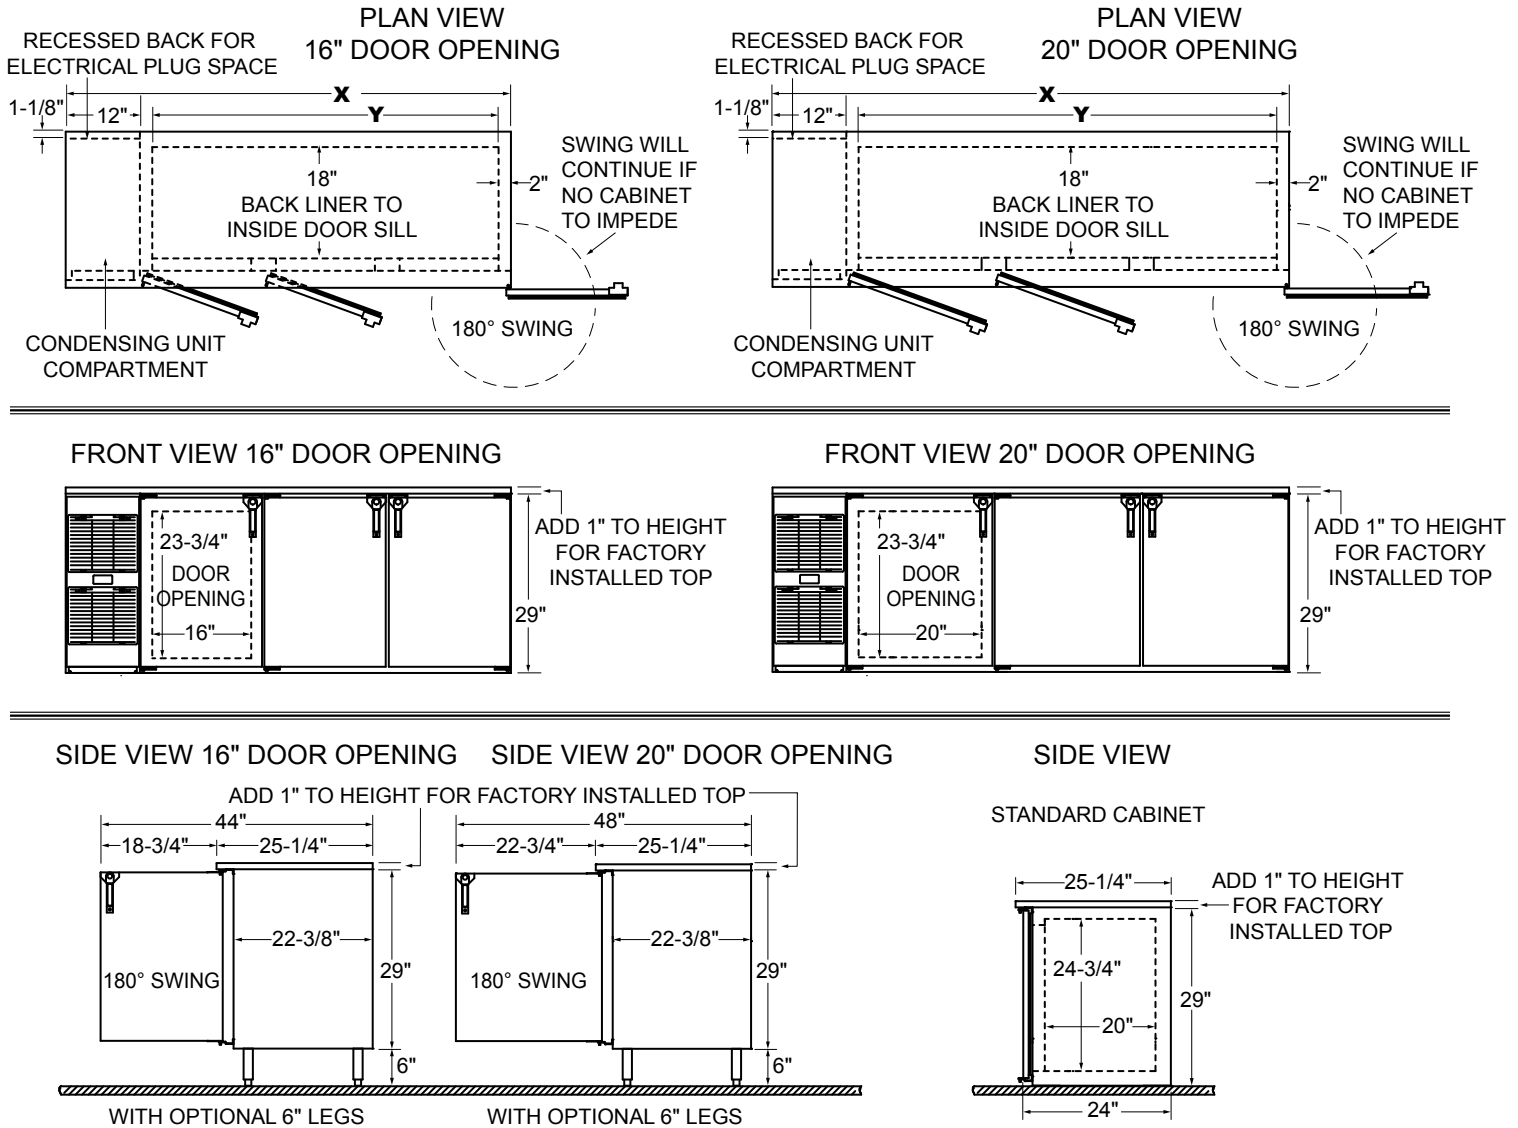 PLAN VIEW
16" DOOR OPENING
RECESSED BACK FOR
ELECTRICAL PLUG SPACE
X
1-1/8"
12"
Y
18"
BACK LINER TO
INSIDE DOOR SILL
2"
SWING WILL
CONTINUE IF
NO CABINET
TO IMPEDE
180° SWING
CONDENSING UNIT
COMPARTMENT
PLAN VIEW
20" DOOR OPENING
RECESSED BACK FOR
ELECTRICAL PLUG SPACE
X
1-1/8"
12"
Y
18"
BACK LINER TO
INSIDE DOOR SILL
2"
SWING WILL
CONTINUE IF
NO CABINET
TO IMPEDE
180° SWING
CONDENSING UNIT
COMPARTMENT
FRONT VIEW 16" DOOR OPENING
23-3/4"
DOOR
OPENING
16"
ADD 1" TO HEIGHT
FOR FACTORY
INSTALLED TOP
29"
FRONT VIEW 20" DOOR OPENING
23-3/4"
DOOR
OPENING
20"
ADD 1" TO HEIGHT
FOR FACTORY
INSTALLED TOP
29"
SIDE VIEW 16" DOOR OPENING
SIDE VIEW 20" DOOR OPENING
ADD 1" TO HEIGHT FOR FACTORY INSTALLED TOP
44"
18-3/4"
25-1/4"
22-3/8"
180° SWING
29"
6"
WITH OPTIONAL 6" LEGS
48"
22-3/4"
25-1/4"
22-3/8"
180° SWING
29"
6"
WITH OPTIONAL 6" LEGS
SIDE VIEW
STANDARD CABINET
25-1/4"
ADD 1" TO HEIGHT
FOR FACTORY
INSTALLED TOP
24-3/4"
20"
29"
24"